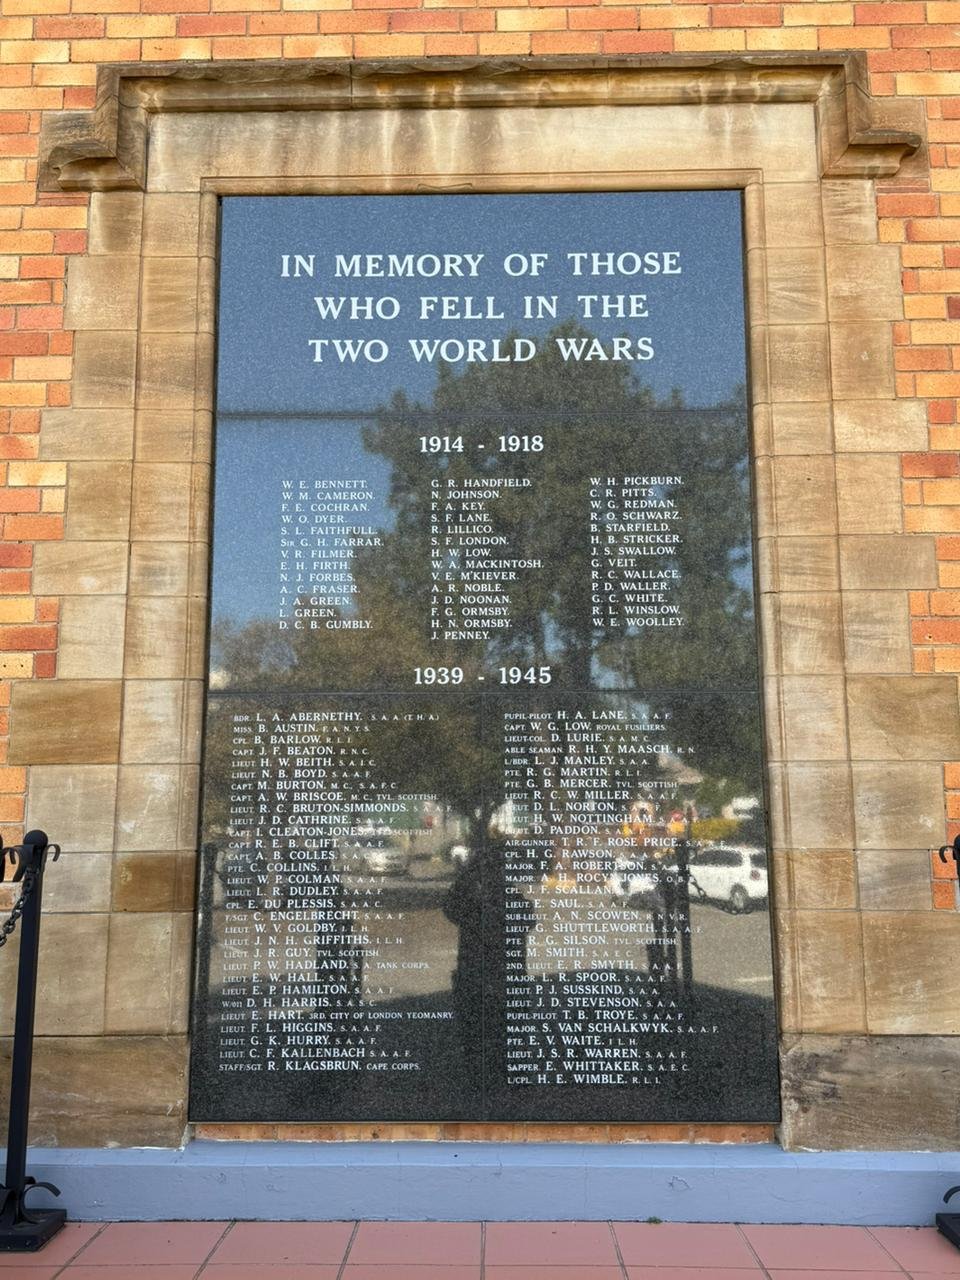 IN MEMORY OF THOSE
WHO FELL IN THE
TWO WORLD WARS
1914 - 1918
W. E. BENNETT.
W. M. CAMERON.
F. E. COCHRAN.
W. O. DYER.
S. L. FAITHFULL.
SIR G. H. FARRAR.
V. R. FILMER.
E. H. FIRTH.
N. J. FORBES.
A. C. FRASER.
J. A. GREEN.
L. GREEN.
D. C. B. GUMBLY.
G. R. HANDFIELD.
N. JOHNSON.
F. A. KEY.
S. F. LANE.
R. LILLICO.
S. F. LONDON.
H. W. LOW.
W. A. MACKINTOSH.
V. E. M'KIEVER.
A. R. NOBLE.
J. D. NOONAN.
F. G. ORMSBY.
H. N. ORMSBY.
J. PENNEY.
W. H. PICKBURN.
C. R. PITTS.
W. G. REDMAN.
R. O. SCHWARZ.
B. STARFIELD.
H. B. STRICKER.
J. S. SWALLOW.
G. VEIT.
R. C. WALLACE.
P. D. WALLER.
G. C. WHITE.
R. L. WINSLOW.
W. E. WOOLLEY.
1939 - 1945
BDR. L. A. ABERNETHY. S. A. A. (T. H. A.)
MISS. B. AUSTIN. F. A. N. Y. S.
CPL. B. BARLOW. R. L. I.
CAPT. J. F. BEATON. R. N. C.
LIEUT. H. W. BEITH. S. A. I. C.
LIEUT. N. B. BOYD. S. A. A. F.
CAPT. M. BURTON. M. C., S. A. F. C.
CAPT. A. W. BRISCOE. M. C., TVL. SCOTTISH.
LIEUT. R. C. BRUTON-SIMMONDS. S. A. A. F.
LIEUT. J. D. CATHRINE. S. A. A. F.
CAPT. I. CLEATON-JONES. TVL. SCOTTISH
CAPT. R. E. B. CLIFT. S. A. A. F.
CAPT. A. B. COLLES. S. A.
PTE. C. COLLINS. I. L. H.
LIEUT. W. P. COLMAN. S. A. A. F.
LIEUT. L. R. DUDLEY. S. A. A. F.
CPL. E. DU PLESSIS. S. A. A. C.
F/SGT. C. ENGELBRECHT. S. A. A. F.
LIEUT. W. V. GOLDBY. I. L. H.
LIEUT. J. N. H. GRIFFITHS. I. L. H.
LIEUT. J. R. GUY. TVL. SCOTTISH.
LIEUT. P. W. HADLAND. S. A. TANK CORPS.
LIEUT. E. W. HALL. S. A. A. F.
LIEUT. E. P. HAMILTON. S. A. A. F.
W/OII D. H. HARRIS. S. A. S. C.
LIEUT. E. HART. 3RD. CITY OF LONDON YEOMANRY.
LIEUT. F. L. HIGGINS. S. A. A. F.
LIEUT. G. K. HURRY. S. A. A. F.
LIEUT. C. F. KALLENBACH S. A. A. F.
STAFF/SGT. R. KLAGSBRUN. CAPE CORPS.
PUPIL-PILOT. H. A. LANE. S. A. A. F.
CAPT. W. G. LOW. ROYAL FUSILIERS.
LIEUT-COL. D. LURIE. S. A. M. C.
ABLE SEAMAN. R. H. Y. MAASCH. R. N.
L/BDR. L. J. MANLEY. S. A. A.
PTE. R. G. MARTIN. R. L. I.
PTE. G. B. MERCER. TVL. SCOTTISH.
LIEUT. R. C. W. MILLER. S. A. A. F.
LIEUT. D. L. NORTON. S. A. A. F.
LIEUT. H. W. NOTTINGHAM. S. A. A. F.
LIEUT. D. PADDON. S. A. A. F.
AIR-GUNNER. T. R. F. ROSE PRICE. S. A. A. F.
CPL. H. G. RAWSON. S. A. A.
MAJOR. F. A. ROBERTSON. S. A. A. F.
MAJOR. A. H. ROCYN-JONES. O. B.
CPL. J. F. SCALLAN.
LIEUT. E. SAUL. S. A. A. F.
SUB-LIEUT. A. N. SCOWEN. R. N. V. R.
LIEUT. G. SHUTTLEWORTH. S. A. A. F.
PTE. R. G. SILSON. TVL. SCOTTISH.
SGT. M. SMITH. S. A. E. C.
2ND. LIEUT. E. R. SMYTH. S. A. A. F.
MAJOR. L. R. SPOOR. S. A. A. F.
LIEUT. P. J. SUSSKIND. S. A. A.
LIEUT. J. D. STEVENSON. S. A. A.
PUPIL-PILOT. T. B. TROYE. S. A. A. F.
MAJOR. S. VAN SCHALKWYK. S. A. A. F.
PTE. E. V. WAITE. I. L. H.
LIEUT. J. S. R. WARREN. S. A. A. F.
SAPPER. E. WHITTAKER. S. A. E. C.
L/CPL. H. E. WIMBLE. R. L. I.